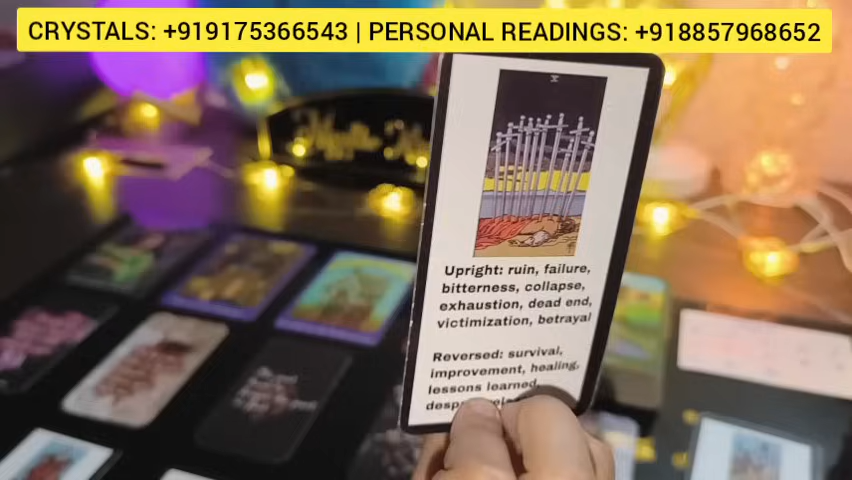 CRYSTALS: +919175366543 | PERSONAL READINGS: +918857968652
X
Upright: ruin, failure,
bitterness, collapse,
exhaustion, dead end,
victimization, betrayal
Reversed: survival,
improvement, healing,
lessons learned,